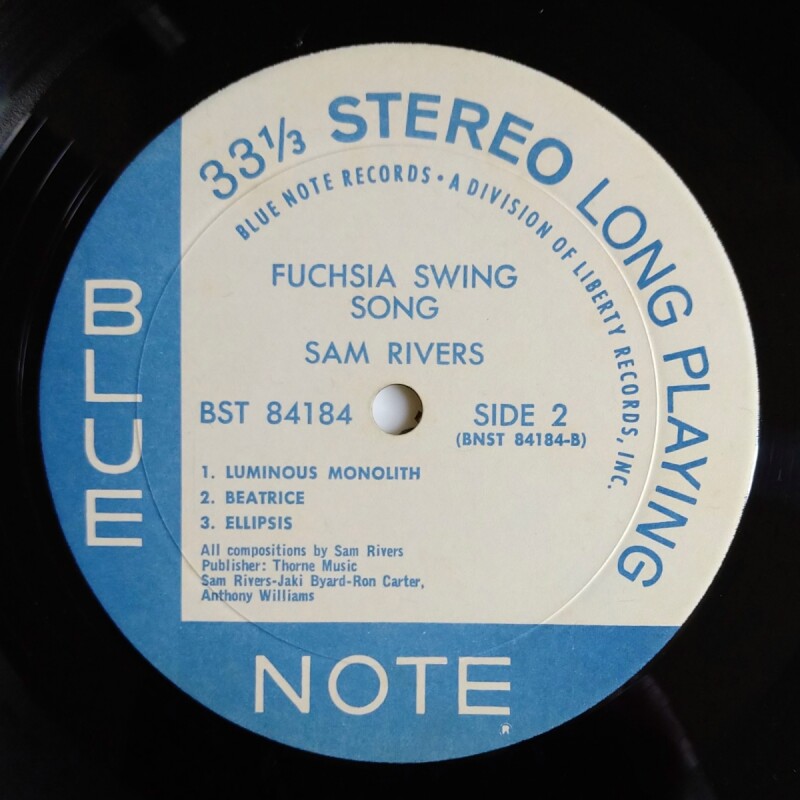 33⅓ STEREO LONG PLAYING
BLUE NOTE RECORDS • A DIVISION OF LIBERTY RECORDS, INC.
FUCHSIA SWING
SONG
SAM RIVERS
BST 84184
SIDE 2
(BNST 84184-B)
1. LUMINOUS MONOLITH
2. BEATRICE
3. ELLIPSIS
All compositions by Sam Rivers
Publisher: Thorne Music
Sam Rivers-Jaki Byard-Ron Carter,
Anthony Williams
BLUE
NOTE
®